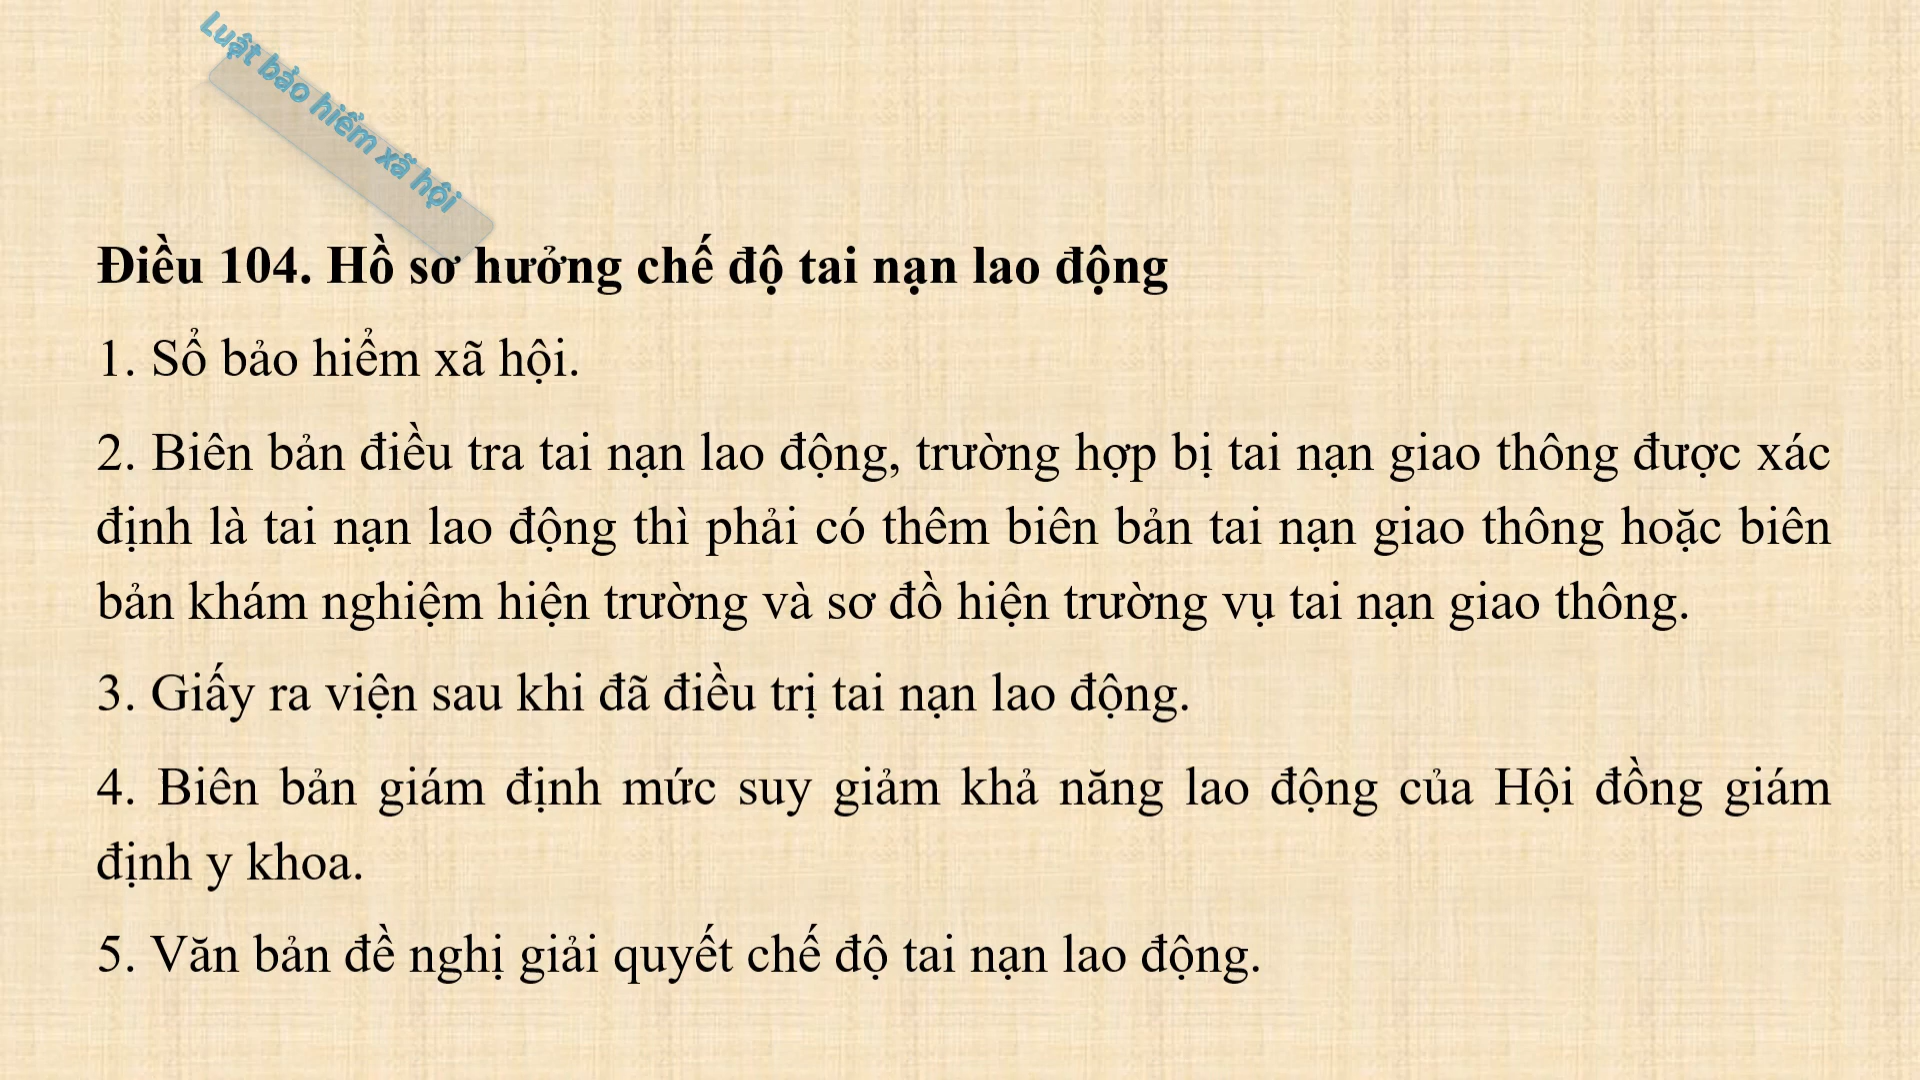 Luật bảo hiểm xã hội
Điều 104. Hồ sơ hưởng chế độ tai nạn lao động
1. Sổ bảo hiểm xã hội.
2. Biên bản điều tra tai nạn lao động, trường hợp bị tai nạn giao thông được xác
định là tai nạn lao động thì phải có thêm biên bản tai nạn giao thông hoặc biên
bản khám nghiệm hiện trường và sơ đồ hiện trường vụ tai nạn giao thông.
3. Giấy ra viện sau khi đã điều trị tai nạn lao động.
4. Biên bản giám định mức suy giảm khả năng lao động của Hội đồng giám
định y khoa.
5. Văn bản đề nghị giải quyết chế độ tai nạn lao động.